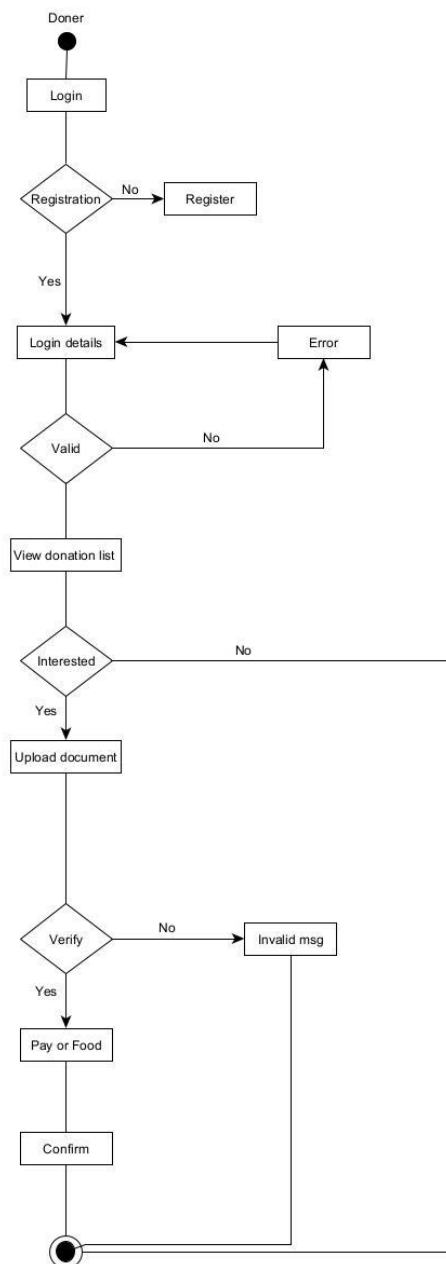 Doner
Login
Registration
No
Register
Yes
Login details
Error
Valid
No
View donation list
Interested
No
Yes
Upload document
Verify
No
Invalid msg
Yes
Pay or Food
Confirm